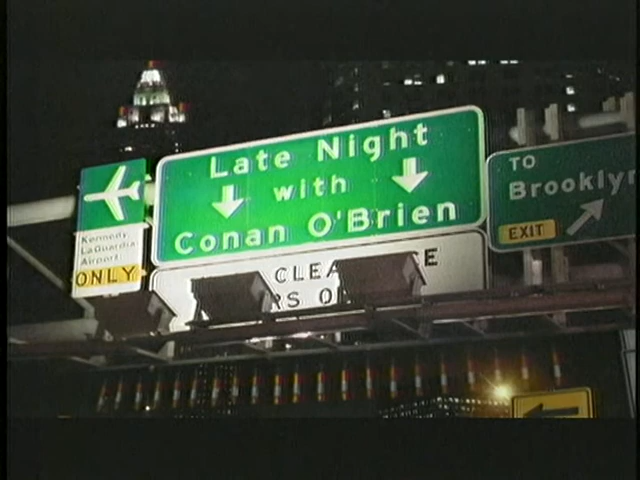 Late Night
with
Conan O'Brien
Kennedy
LaGuardia
Airport
ONLY
TO
Brooklyn
EXIT